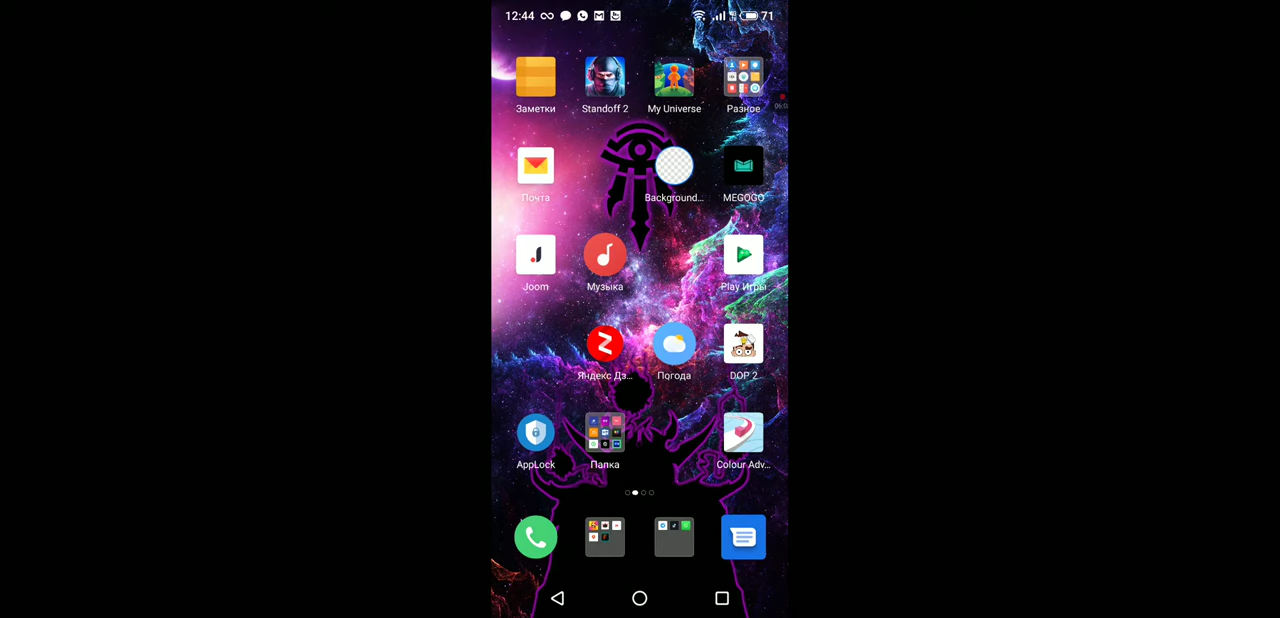 12:44
71
Заметки
Standoff 2
My Universe
Разное
Почта
Background...
MEGOGO
Joom
Музыка
Play Игры
Яндекс Дз...
Погода
DOP 2
AppLock
Папка
Colour Adv...